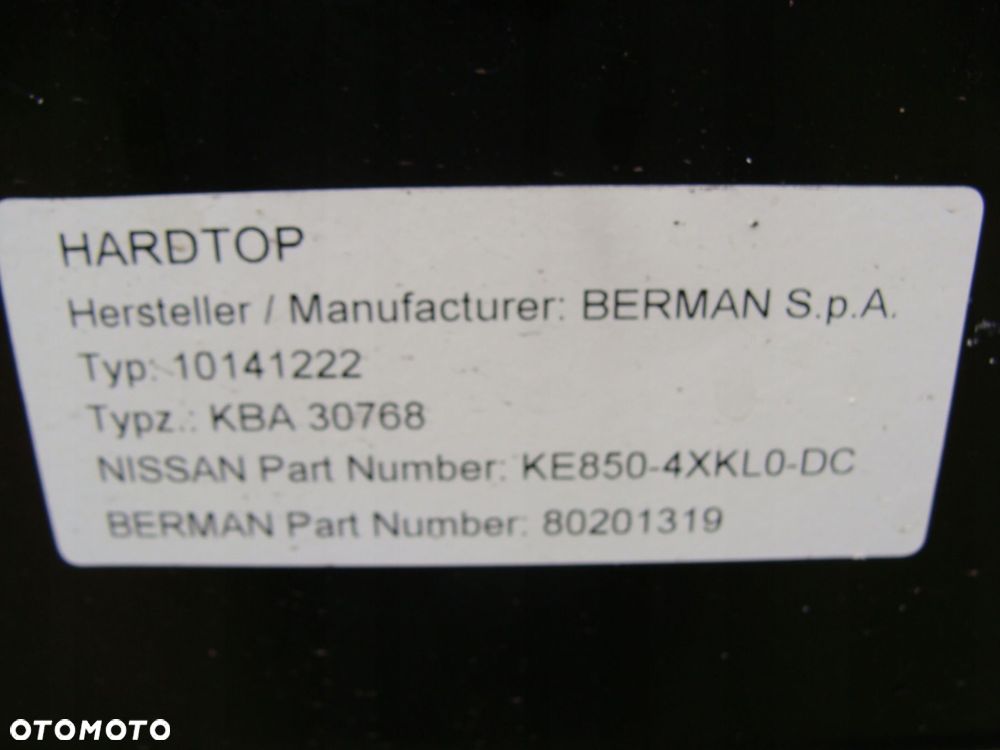 HARDTOP
Hersteller / Manufacturer: BERMAN S.p.A.
Typ: 10141222
Typz.: KBA 30768
NISSAN Part Number: KE850-4XKL0-DC
BERMAN Part Number: 80201319
OTOMOTO